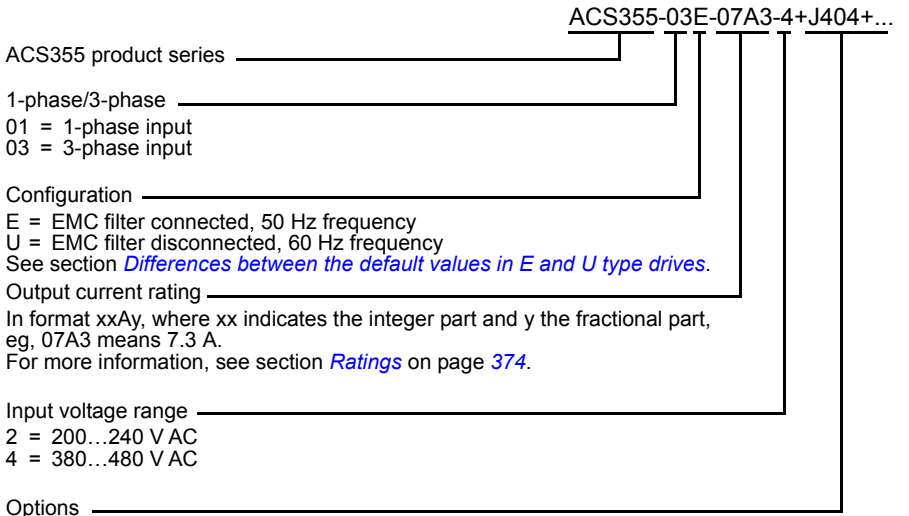 ACS355-03E-07A3-4+J404+...
ACS355 product series
1-phase/3-phase
01 = 1-phase input
03 = 3-phase input
Configuration
E = EMC filter connected, 50 Hz frequency
U = EMC filter disconnected, 60 Hz frequency
See section Differences between the default values in E and U type drives.
Output current rating
In format xxAy, where xx indicates the integer part and y the fractional part,
eg, 07A3 means 7.3 A.
For more information, see section Ratings on page 374.
Input voltage range
2 = 200…240 V AC
4 = 380…480 V AC
Options